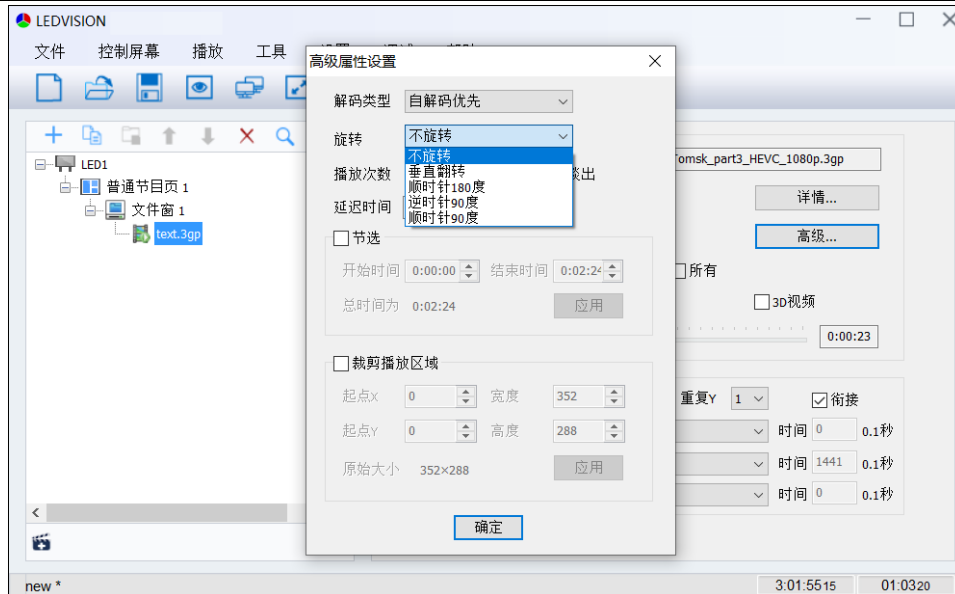 LEDVISION
文件 控制屏幕 播放 工具
高级属性设置
解码类型 自解码优先
旋转 不旋转
不旋转
垂直翻转
顺时针180度
逆时针90度
顺时针90度
播放次数 淡出
延迟时间
节选
开始时间 0:00:00 结束时间 0:02:24
总时间为 0:02:24 应用
裁剪播放区域
起点X 0 宽度 352
起点Y 0 高度 288
原始大小 352×288 应用
确定
LED1
普通节目页 1
文件窗 1
text.3gp
omsk_part3_HEVC_1080p.3gp
详情...
高级...
所有
3D视频
0:00:23
重复Y 1 衔接
时间 0 0.1秒
时间 1441 0.1秒
时间 0 0.1秒
new * 3:01:5515 01:0320